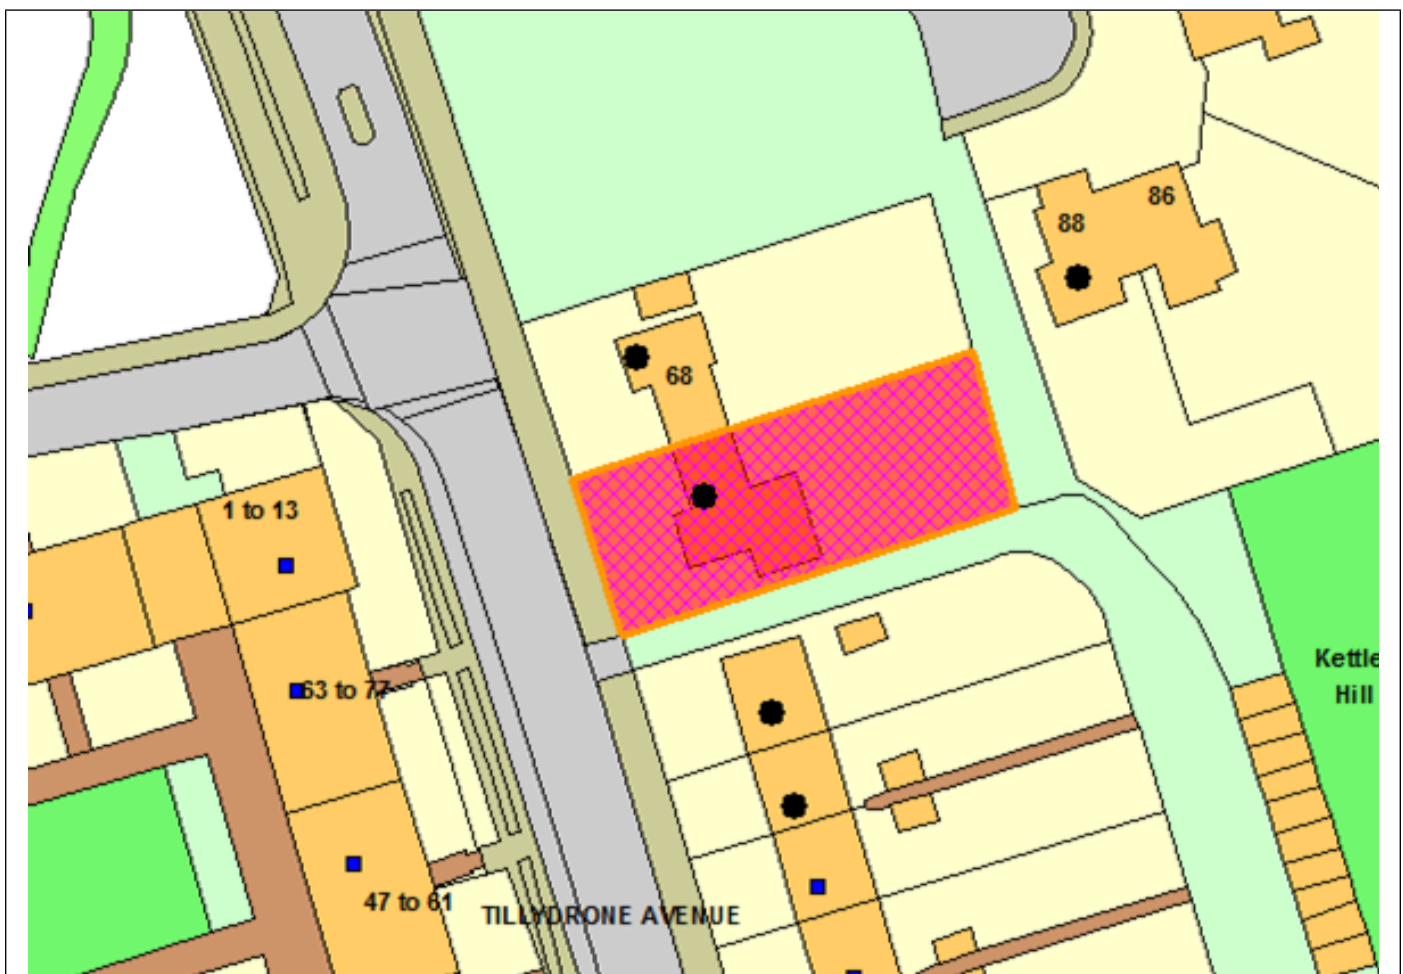 86
88
68
1 to 13
Kettle
Hill
63 to 77
47 to 61
TILLYDRONE AVENUE